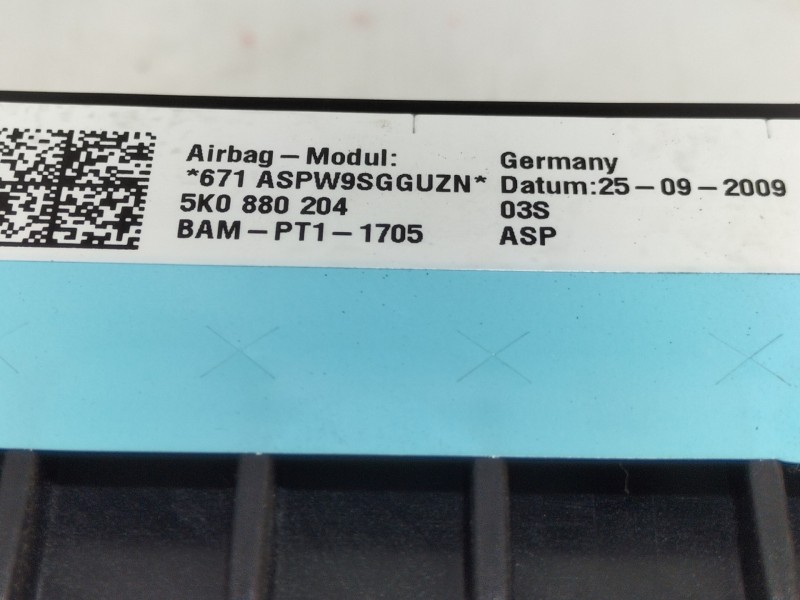 Airbag-Modul:
*671 ASPW9SGGUZN*
5K0 880 204
BAM-PT1-1705
Germany
Datum:25-09-2009
03S
ASP